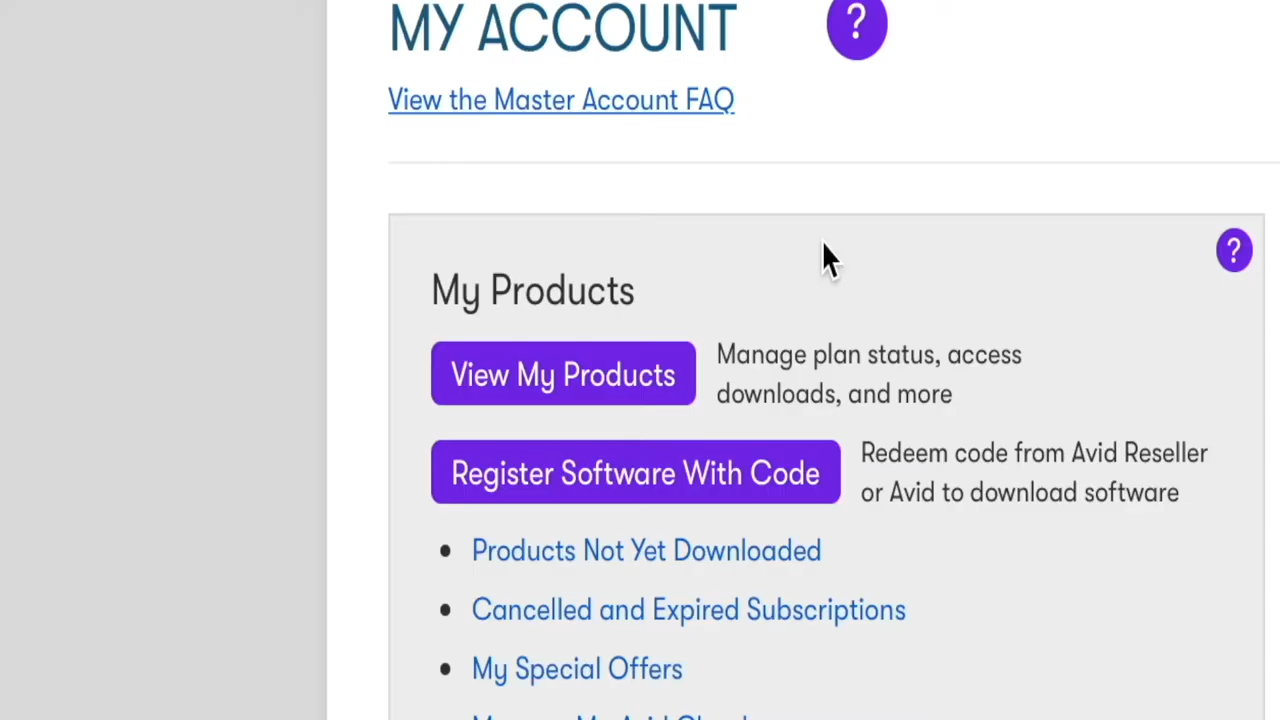 MY ACCOUNT
?
View the Master Account FAQ
?
My Products
View My Products
Manage plan status, access
downloads, and more
Register Software With Code
Redeem code from Avid Reseller
or Avid to download software
• Products Not Yet Downloaded
• Cancelled and Expired Subscriptions
• My Special Offers